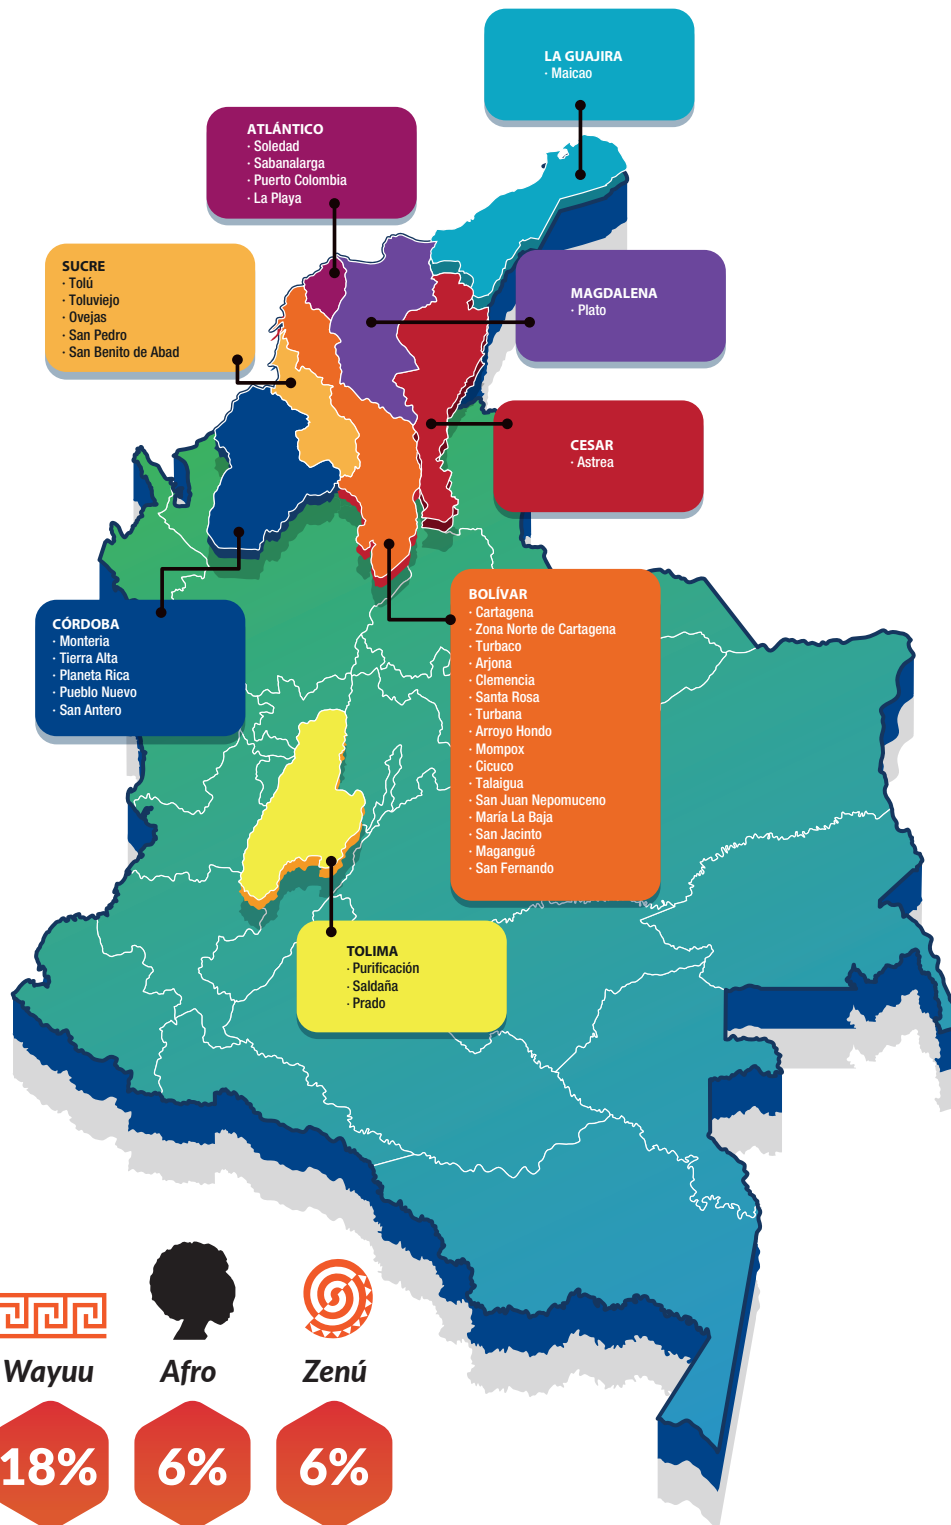 LA GUAJIRA
· Maicao
ATLÁNTICO
· Soledad
· Sabanalarga
· Puerto Colombia
· La Playa
SUCRE
· Tolú
· Toluviejo
· Ovejas
· San Pedro
· San Benito de Abad
MAGDALENA
· Plato
CESAR
· Astrea
CÓRDOBA
· Monteria
· Tierra Alta
· Planeta Rica
· Pueblo Nuevo
· San Antero
BOLÍVAR
· Cartagena
· Zona Norte de Cartagena
· Turbaco
· Arjona
· Clemencia
· Santa Rosa
· Turbana
· Arroyo Hondo
· Mompox
· Cicuco
· Talaigua
· San Juan Nepomuceno
· María La Baja
· San Jacinto
· Magangué
· San Fernando
TOLIMA
· Purificación
· Saldaña
· Prado
Wayuu
Afro
Zenú
18%
6%
6%